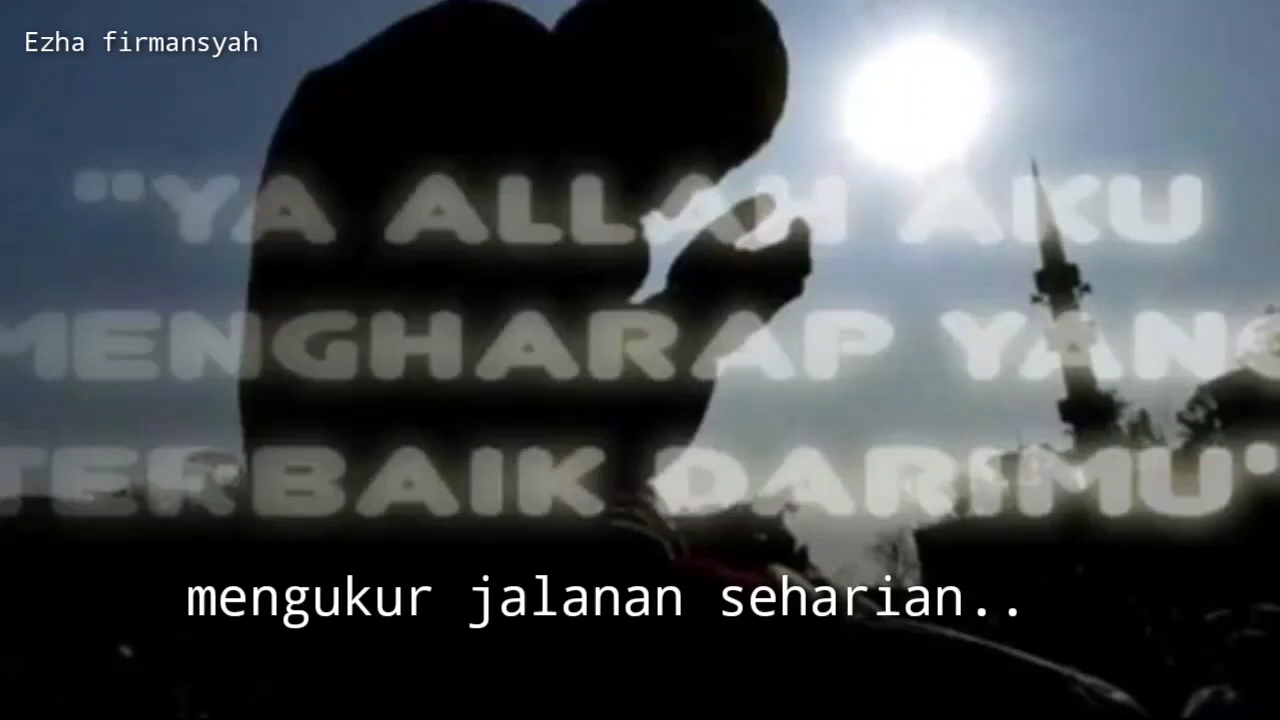 Ezha firmansyah
"YA ALLAH AKU
MENGHARAP YANG
TERBAIK DARIMU"
mengukur jalanan seharian..